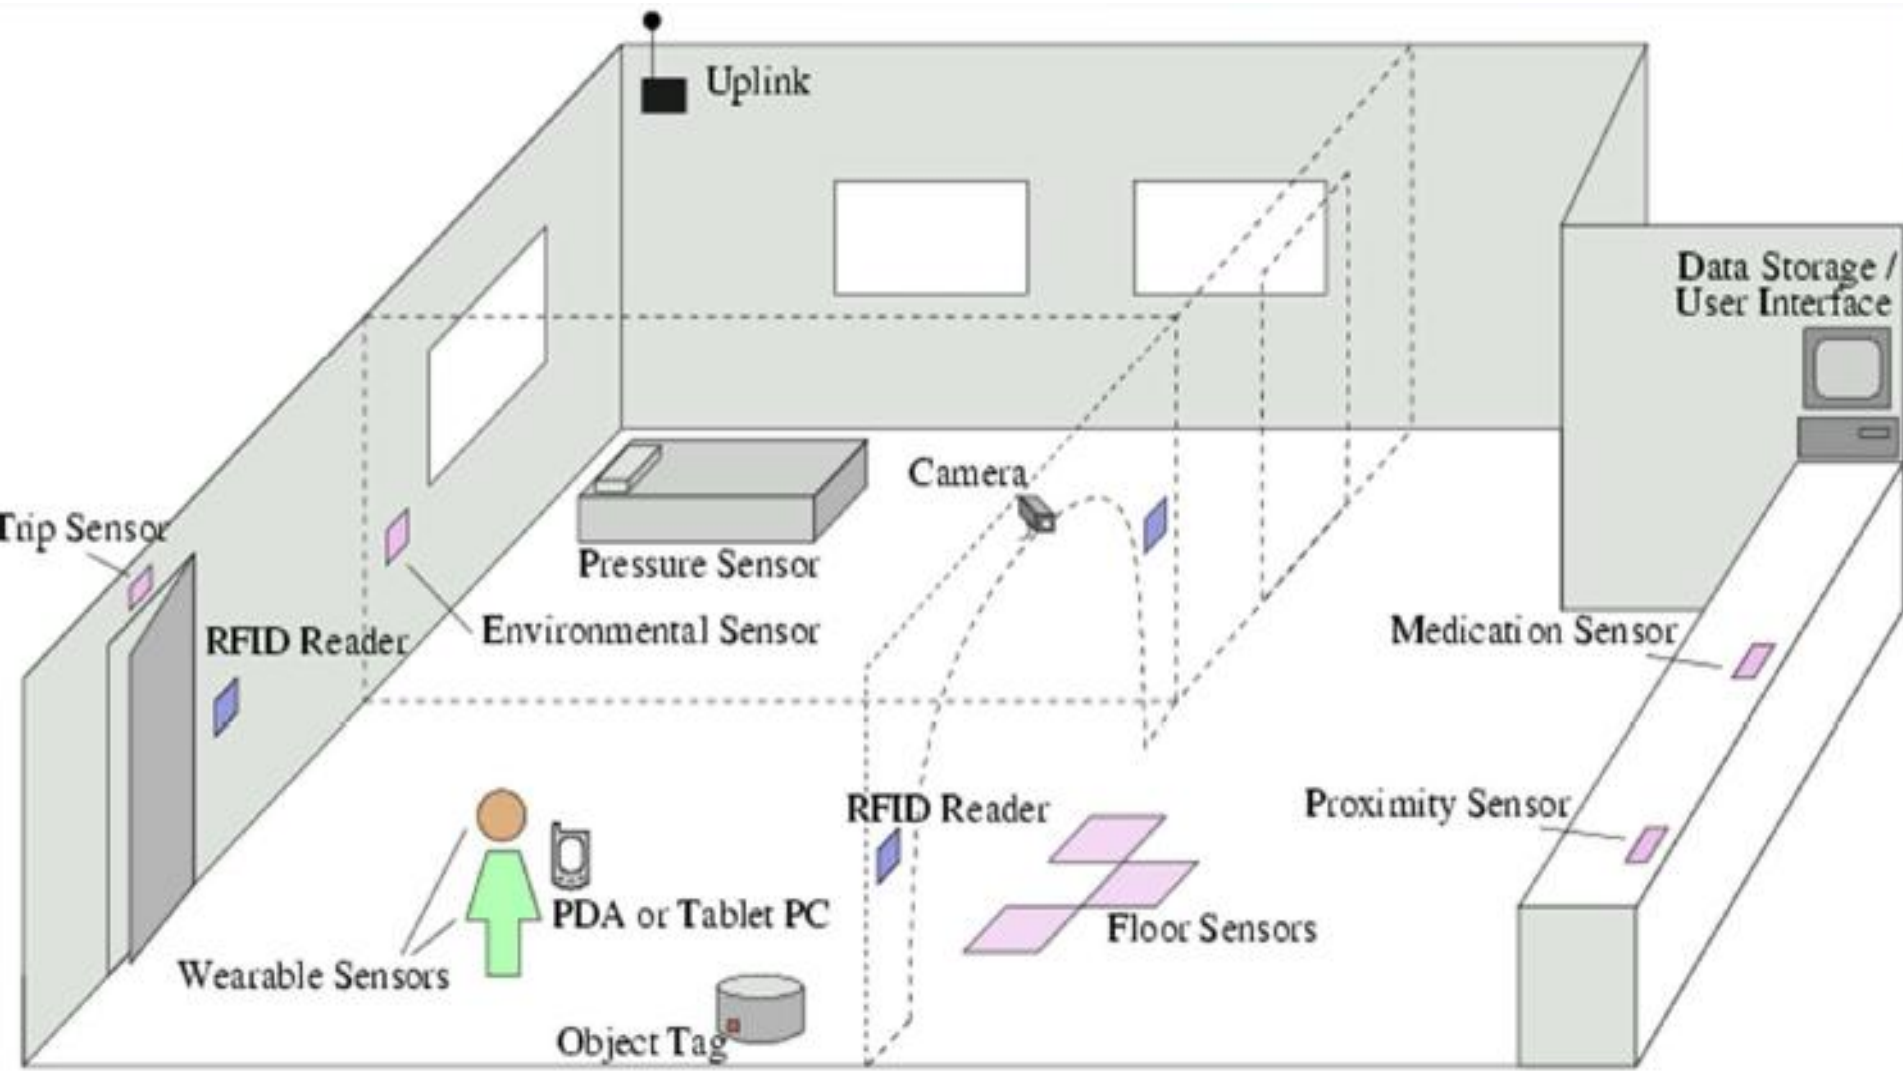 Uplink
Data Storage /
User Interface
Camera
Trip Sensor
Pressure Sensor
Environmental Sensor
RFID Reader
Medication Sensor
RFID Reader
Proximity Sensor
PDA or Tablet PC
Floor Sensors
Wearable Sensors
Object Tag